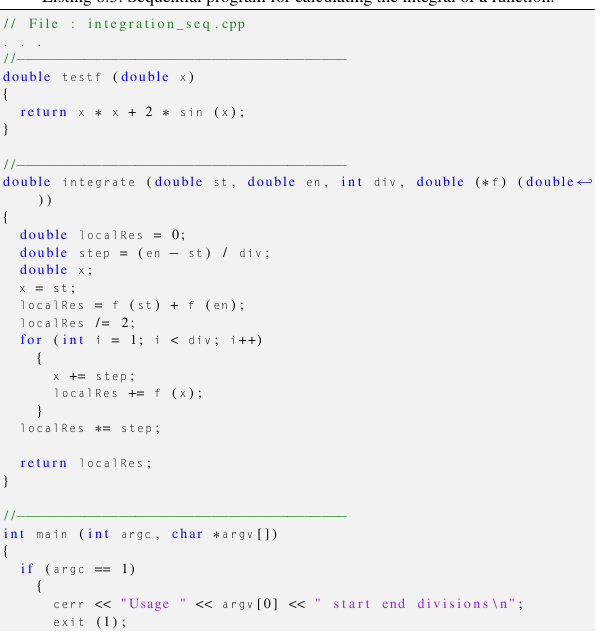 Listing 8.5: Sequential program for calculating the integral of a function.
// File : integration_seq.cpp
. . .
//
double testf (double x)
{
  return x * x + 2 * sin (x);
}

//
double integrate (double st, double en, int div, double (*f) (double↩
    ))
{
  double localRes = 0;
  double step = (en − st) / div;
  double x;
  x = st;
  localRes = f (st) + f (en);
  localRes /= 2;
  for (int i = 1; i < div; i++)
    {
      x += step;
      localRes += f (x);
    }
  localRes *= step;

  return localRes;
}

//
int main (int argc, char *argv[])
{
  if (argc == 1)
    {
      cerr << "Usage " << argv[0] << " start end divisions\n";
      exit (1);